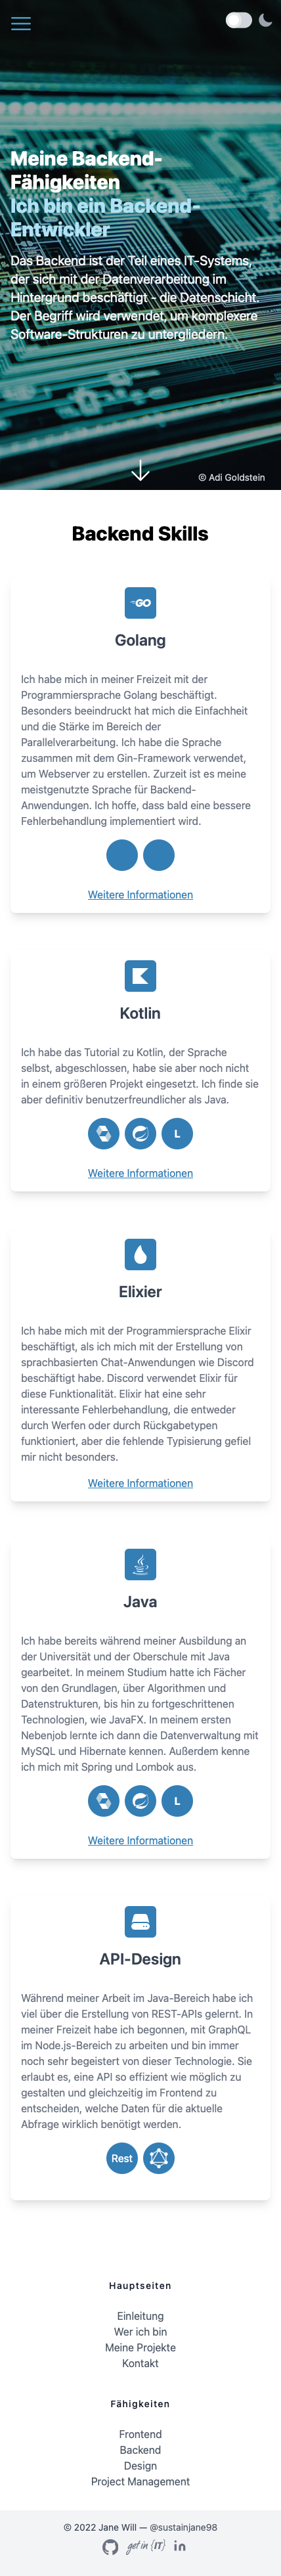 Meine Backend-
Fähigkeiten
Ich bin ein Backend-
Entwickler
Das Backend ist der Teil eines IT-Systems,
der sich mit der Datenverarbeitung im
Hintergrund beschäftigt - die Datenschicht.
Der Begriff wird verwendet, um komplexere
Software-Strukturen zu untergliedern.
© Adi Goldstein
Backend Skills
GO
Golang
Ich habe mich in meiner Freizeit mit der
Programmiersprache Golang beschäftigt.
Besonders beeindruckt hat mich die Einfachheit
und die Stärke im Bereich der
Parallelverarbeitung. Ich habe die Sprache
zusammen mit dem Gin-Framework verwendet,
um Webserver zu erstellen. Zurzeit ist es meine
meistgenutzte Sprache für Backend-
Anwendungen. Ich hoffe, dass bald eine bessere
Fehlerbehandlung implementiert wird.
Weitere Informationen
Kotlin
Ich habe das Tutorial zu Kotlin, der Sprache
selbst, abgeschlossen, habe sie aber noch nicht
in einem größeren Projekt eingesetzt. Ich finde sie
aber definitiv benutzerfreundlicher als Java.
L
Weitere Informationen
Elixier
Ich habe mich mit der Programmiersprache Elixir
beschäftigt, als ich mich mit der Erstellung von
sprachbasierten Chat-Anwendungen wie Discord
beschäftigt habe. Discord verwendet Elixir für
diese Funktionalität. Elixir hat eine sehr
interessante Fehlerbehandlung, die entweder
durch Werfen oder durch Rückgabetypen
funktioniert, aber die fehlende Typisierung gefiel
mir nicht besonders.
Weitere Informationen
Java
Ich habe bereits während meiner Ausbildung an
der Universität und der Oberschule mit Java
gearbeitet. In meinem Studium hatte ich Fächer
von den Grundlagen, über Algorithmen und
Datenstrukturen, bis hin zu fortgeschrittenen
Technologien, wie JavaFX. In meinem ersten
Nebenjob lernte ich dann die Datenverwaltung mit
MySQL und Hibernate kennen. Außerdem kenne
ich mich mit Spring und Lombok aus.
L
Weitere Informationen
API-Design
Während meiner Arbeit im Java-Bereich habe ich
viel über die Erstellung von REST-APIs gelernt. In
meiner Freizeit habe ich begonnen, mit GraphQL
im Node.js-Bereich zu arbeiten und bin immer
noch sehr begeistert von dieser Technologie. Sie
erlaubt es, eine API so effizient wie möglich zu
gestalten und gleichzeitig im Frontend zu
entscheiden, welche Daten für die aktuelle
Abfrage wirklich benötigt werden.
Rest
Hauptseiten
Einleitung
Wer ich bin
Meine Projekte
Kontakt
Fähigkeiten
Frontend
Backend
Design
Project Management
© 2022 Jane Will — @sustainjane98
get in {IT}
in